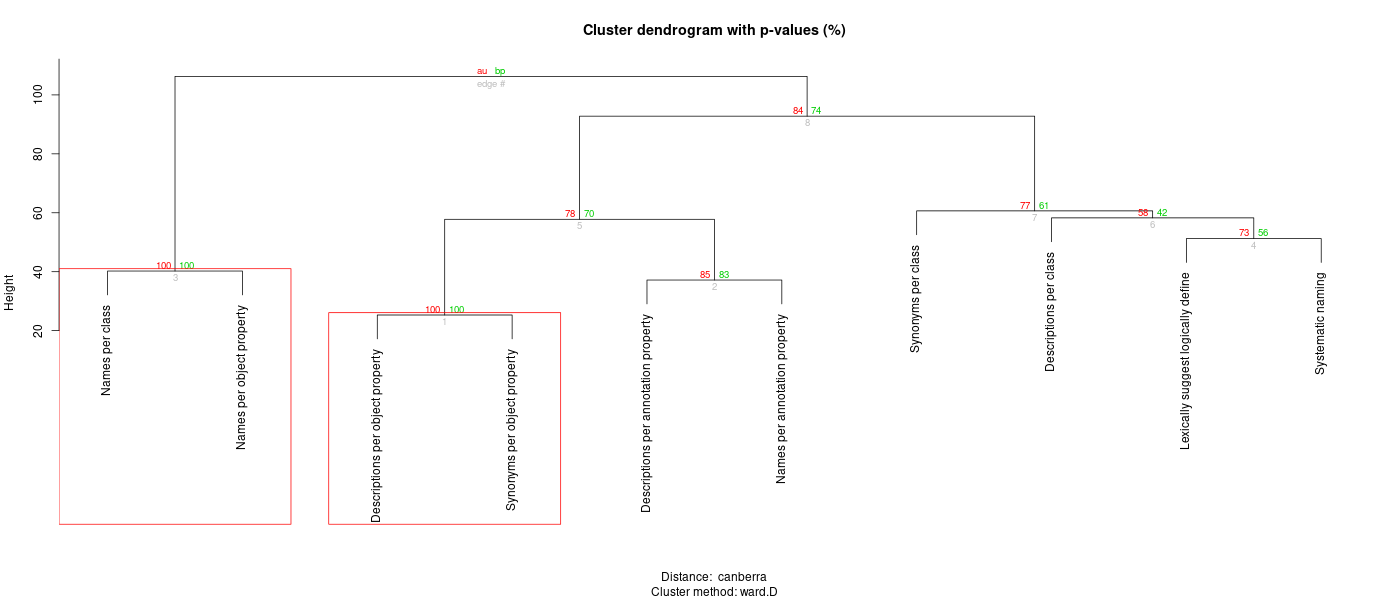 Cluster dendrogram with p-values (%)
au bp
edge #
84 74
8
78 70
5
77 61
7
58 42
6
73 56
4
100 100
3
85 83
2
100 100
1
Height
20
40
60
80
100
Names per class
Names per object property
Descriptions per object property
Synonyms per object property
Descriptions per annotation property
Names per annotation property
Synonyms per class
Descriptions per class
Lexically suggest logically define
Systematic naming
Distance: canberra
Cluster method: ward.D